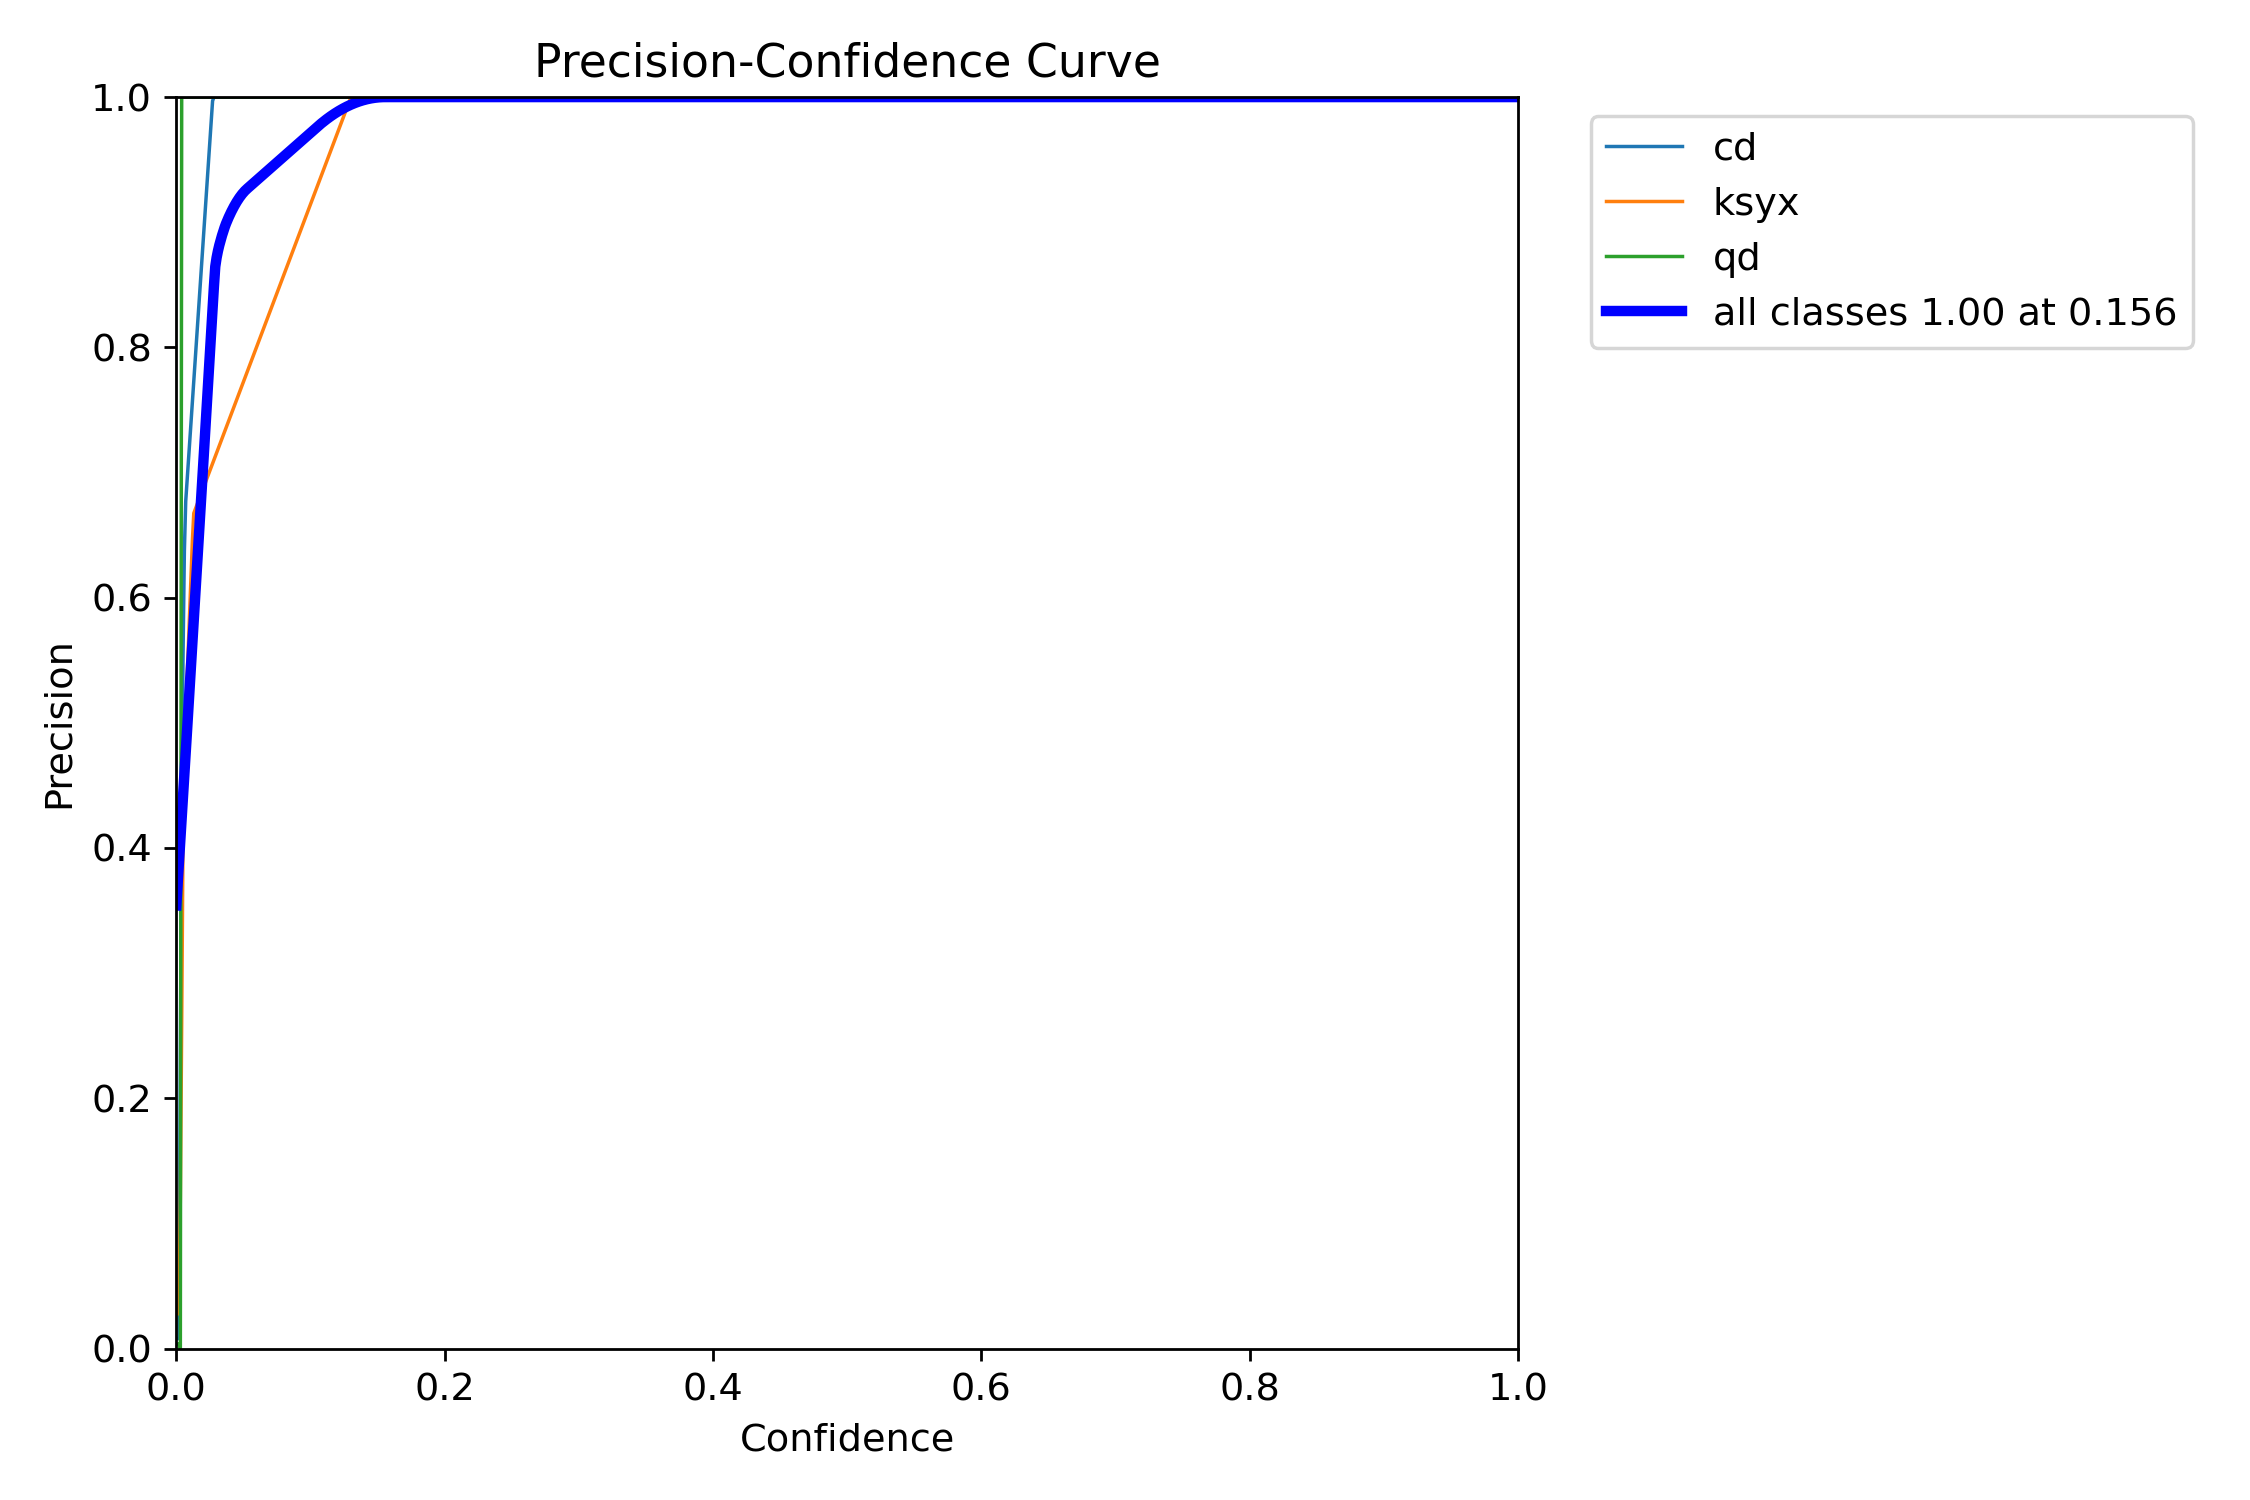 Precision-Confidence Curve
1.0
0.8
0.6
0.4
0.2
0.0
Precision
0.0 0.2 0.4 0.6 0.8 1.0
Confidence
cd
ksyx
qd
all classes 1.00 at 0.156